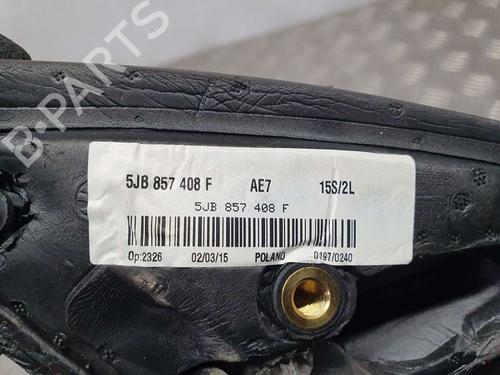 B-PARTS
5JB 857 408 F AE7 15S/2L
5JB 857 408 F
Op:2326 02/03/15 POLAND 0197/0240